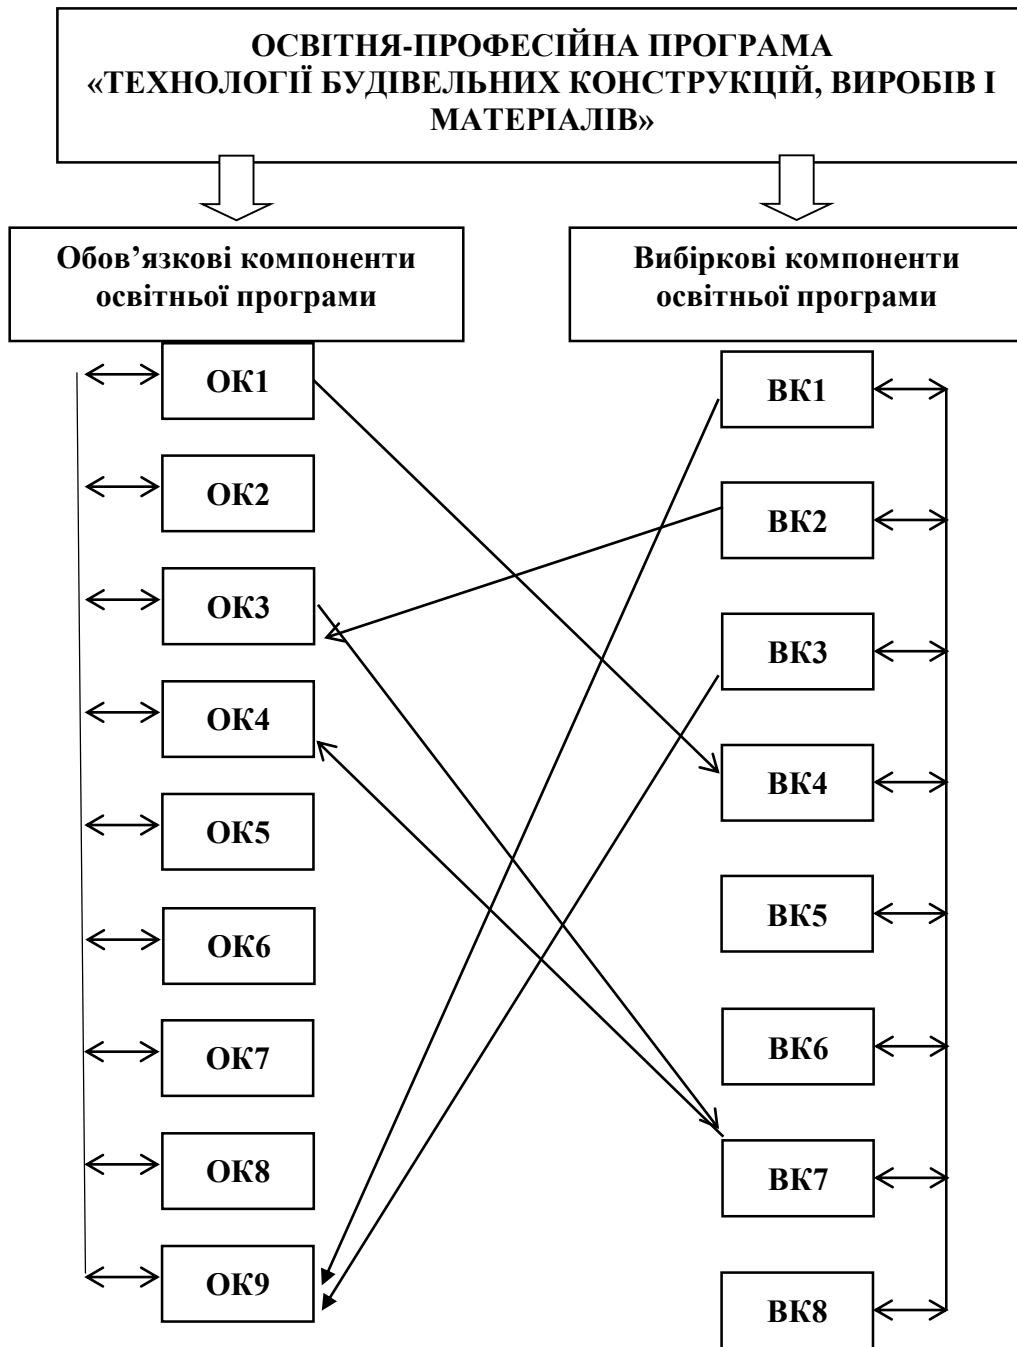 ОСВІТНЯ-ПРОФЕСІЙНА ПРОГРАМА
«ТЕХНОЛОГІЇ БУДІВЕЛЬНИХ КОНСТРУКЦІЙ, ВИРОБІВ І
МАТЕРІАЛІВ»
Обов’язкові компоненти
освітньої програми
Вибіркові компоненти
освітньої програми
ОК1
ОК2
ОК3
ОК4
ОК5
ОК6
ОК7
ОК8
ОК9
ВК1
ВК2
ВК3
ВК4
ВК5
ВК6
ВК7
ВК8